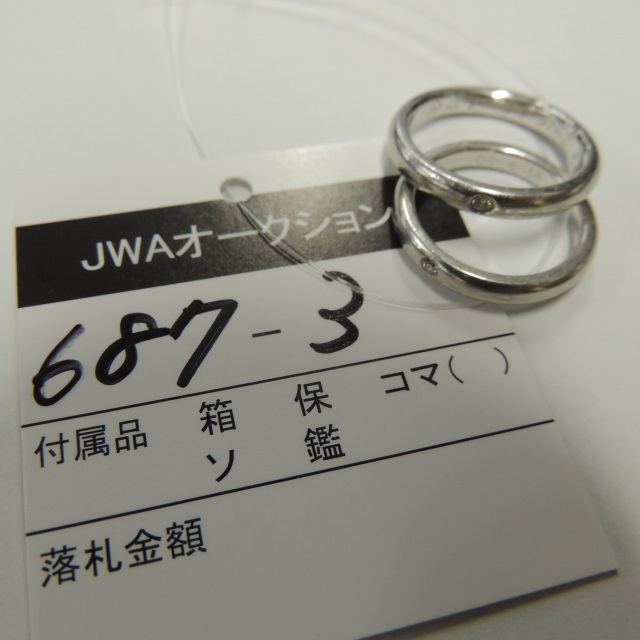 JWAオークション
687-3
付属品 箱 保 コマ( )
ソ 鑑
落札金額